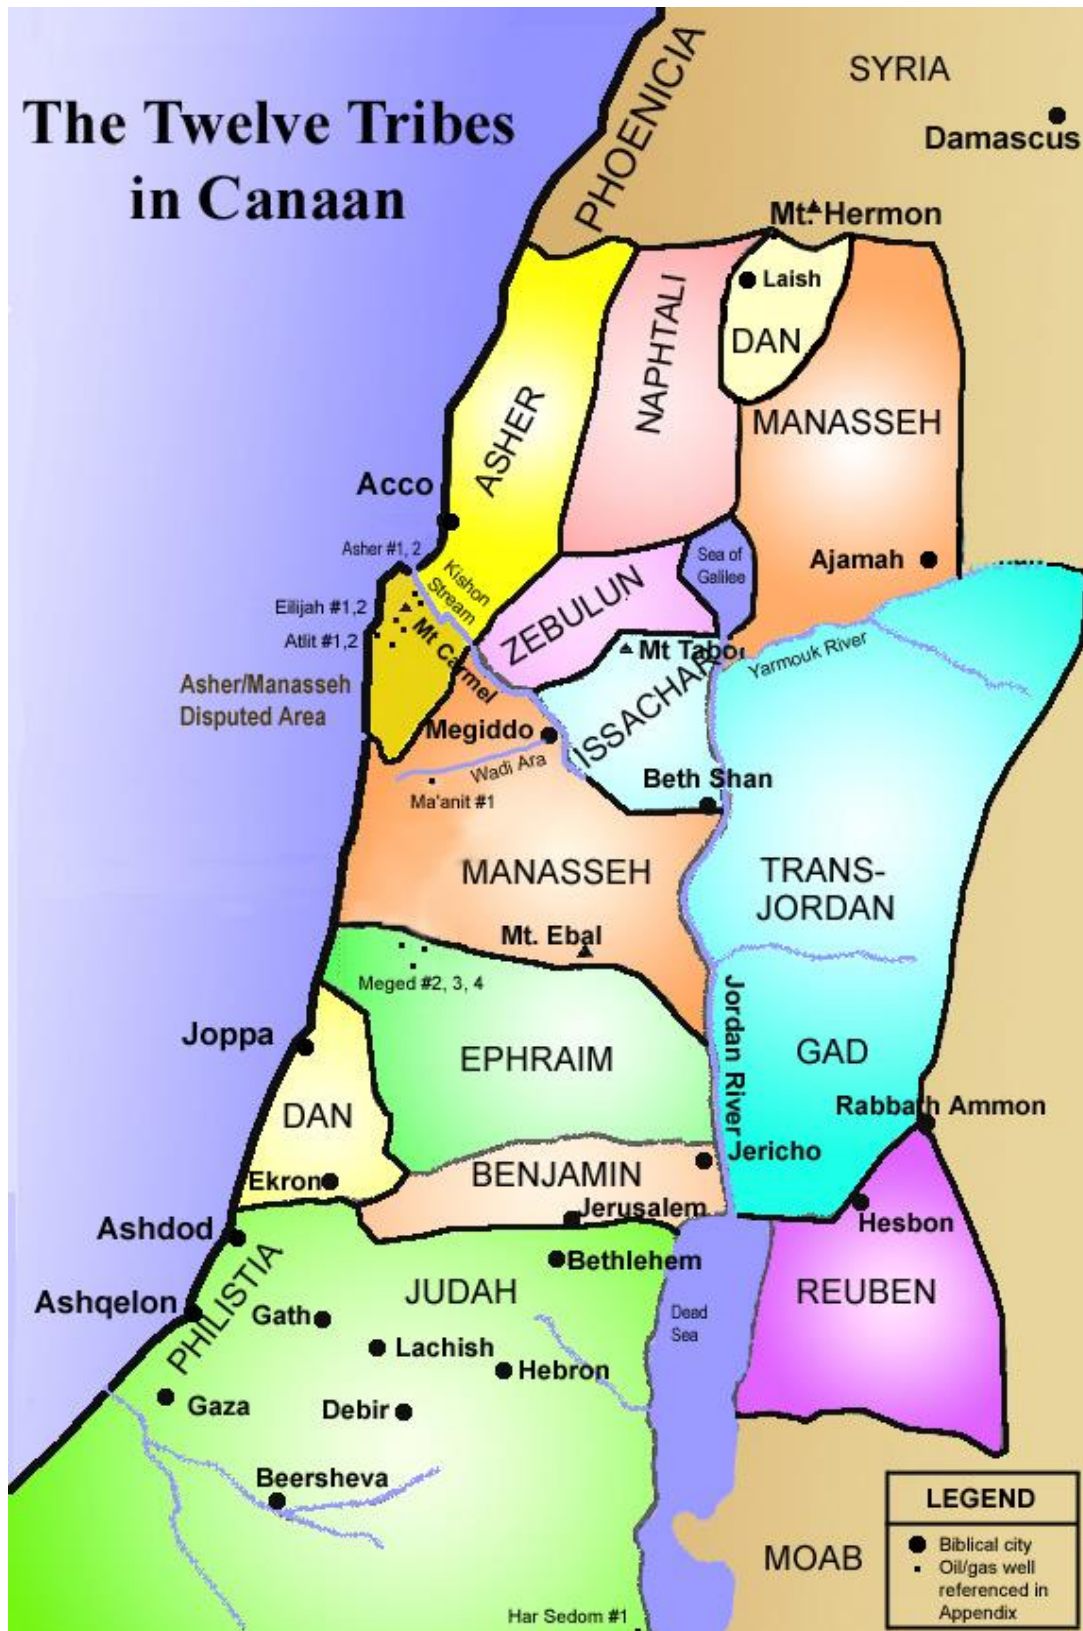 The Twelve Tribes
in Canaan
PHOENICIA
SYRIA
Damascus
Mt. Hermon
Laish
DAN
NAPHTALI
ASHER
MANASSEH
Acco
Asher #1, 2
Kishon
Stream
Sea of
Galilee
Ajamah
Eilijah #1,2
Atlit #1,2
Mt Carmel
ZEBULUN
Mt Tabor
Yarmouk River
Asher/Manasseh
Disputed Area
ISSACHAR
Megiddo
Wadi Ara
Ma'anit #1
Beth Shan
MANASSEH
TRANS-
JORDAN
Mt. Ebal
Meged #2, 3, 4
Jordan River
Joppa
EPHRAIM
GAD
DAN
Rabbath Ammon
Jericho
BENJAMIN
Ekron
Jerusalem
Ashdod
Hesbon
PHILISTIA
Bethlehem
JUDAH
REUBEN
Ashqelon
Gath
Dead
Sea
Lachish
Hebron
Gaza
Debir
Beersheva
LEGEND
Biblical city
Oil/gas well
referenced in
Appendix
MOAB
Har Sedom #1